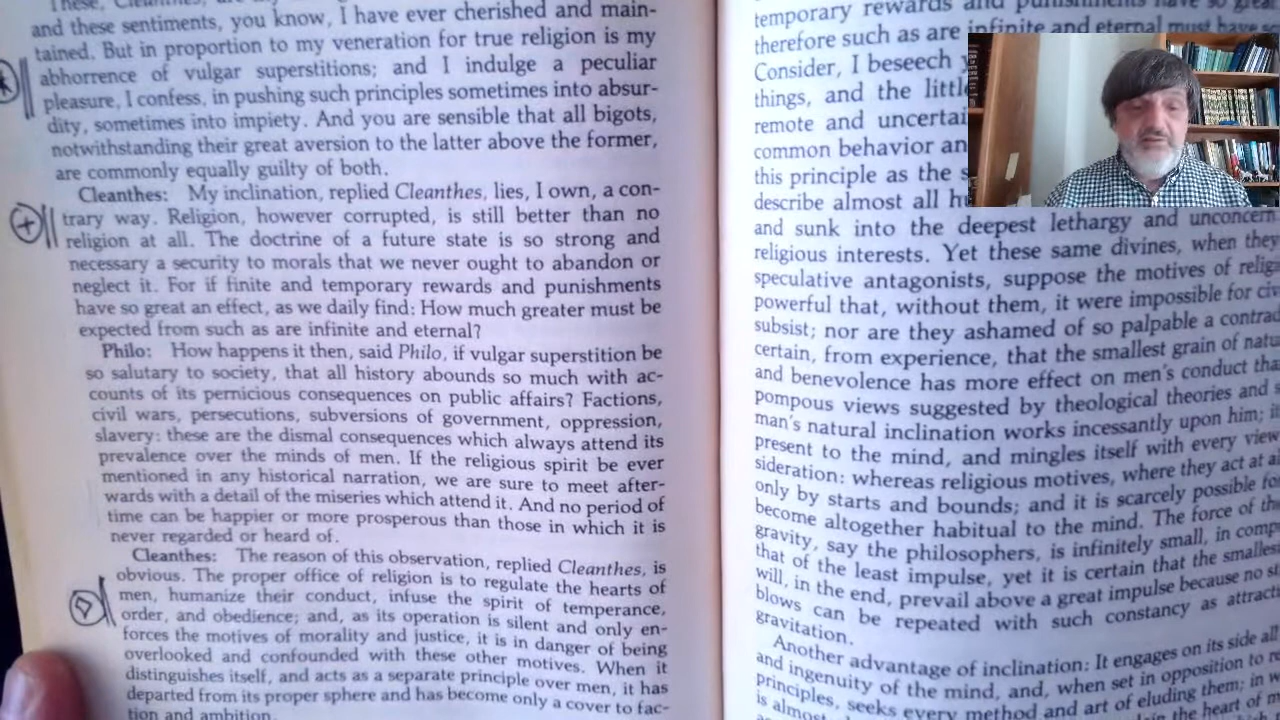 and these sentiments, you know, I have ever cherished and main-
tained. But in proportion to my veneration for true religion is my
abhorrence of vulgar superstitions; and I indulge a peculiar
pleasure, I confess, in pushing such principles sometimes into absur-
dity, sometimes into impiety. And you are sensible that all bigots,
notwithstanding their great aversion to the latter above the former,
are commonly equally guilty of both.
Cleanthes: My inclination, replied Cleanthes, lies, I own, a con-
trary way. Religion, however corrupted, is still better than no
religion at all. The doctrine of a future state is so strong and
necessary a security to morals that we never ought to abandon or
neglect it. For if finite and temporary rewards and punishments
have so great an effect, as we daily find: How much greater must be
expected from such as are infinite and eternal?
Philo: How happens it then, said Philo, if vulgar superstition be
so salutary to society, that all history abounds so much with ac-
counts of its pernicious consequences on public affairs? Factions,
civil wars, persecutions, subversions of government, oppression,
slavery: these are the dismal consequences which always attend its
prevalence over the minds of men. If the religious spirit be ever
mentioned in any historical narration, we are sure to meet after-
wards with a detail of the miseries which attend it. And no period of
time can be happier or more prosperous than those in which it is
never regarded or heard of.
Cleanthes: The reason of this observation, replied Cleanthes, is
obvious. The proper office of religion is to regulate the hearts of
men, humanize their conduct, infuse the spirit of temperance,
order, and obedience; and, as its operation is silent and only en-
forces the motives of morality and justice, it is in danger of being
overlooked and confounded with these other motives. When it
distinguishes itself, and acts as a separate principle over men, it has
departed from its proper sphere and has become only a cover to fac-
tion and ambition.
temporary rewards and punishments have so great
therefore such as are infinite and eternal must have
Consider, I beseech
things, and the little
remote and uncertai
common behavior an
this principle as the s
describe almost all hu
and sunk into the deepest lethargy and unconcern
religious interests. Yet these same divines, when they
speculative antagonists, suppose the motives of relig
powerful that, without them, it were impossible for civ
subsist; nor are they ashamed of so palpable a contrad
certain, from experience, that the smallest grain of natu
and benevolence has more effect on men's conduct tha
pompous views suggested by theological theories and
man's natural inclination works incessantly upon him; i
present to the mind, and mingles itself with every view
sideration: whereas religious motives, where they act at a
only by starts and bounds; and it is scarcely possible fo
become altogether habitual to the mind. The force of th
gravity, say the philosophers, is infinitely small, in comp
that of the least impulse, yet it is certain that the smalles
will, in the end, prevail above a great impulse because no s
blows can be repeated with such constancy as attract
gravitation.
Another advantage of inclination: It engages on its side all
and ingenuity of the mind, and, when set in opposition to re
principles, seeks every method and art of eluding them; in w
is almost